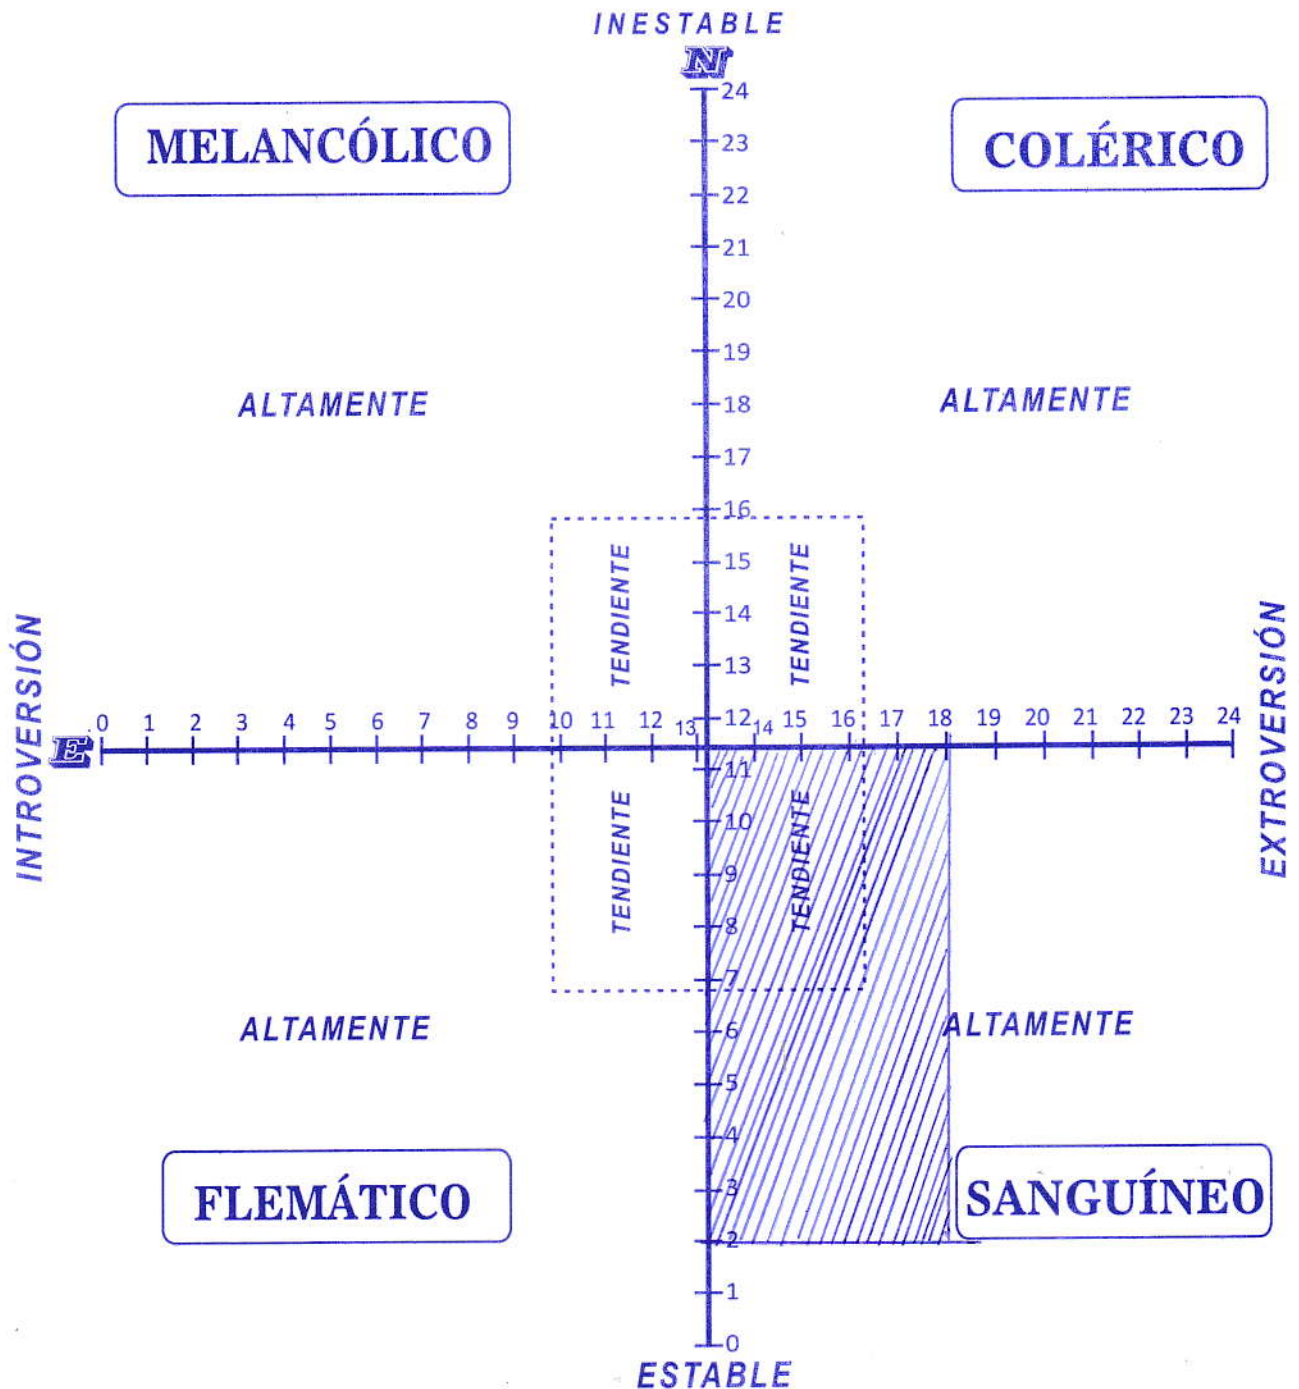 INESTABLE
N
24
MELANCÓLICO
COLÉRICO
23
22
21
20
19
ALTAMENTE
18
ALTAMENTE
17
16
TENDIENTE
15
TENDIENTE
14
13
INTROVERSIÓN
EXTROVERSIÓN
12
E
0 1 2 3 4 5 6 7 8 9 10 11 12 13 14 15 16 17 18 19 20 21 22 23 24
11
TENDIENTE
10
TENDIENTE
9
8
7
ALTAMENTE
6
ALTAMENTE
5
4
FLEMÁTICO
3
SANGUÍNEO
2
1
0
ESTABLE